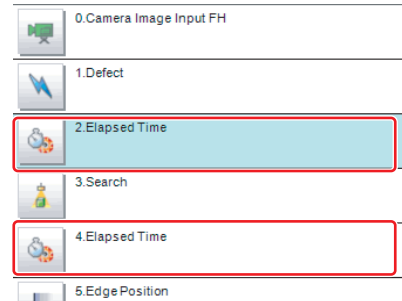 0.Camera Image Input FH
1.Defect
2.Elapsed Time
3.Search
4.Elapsed Time
5.Edge Position